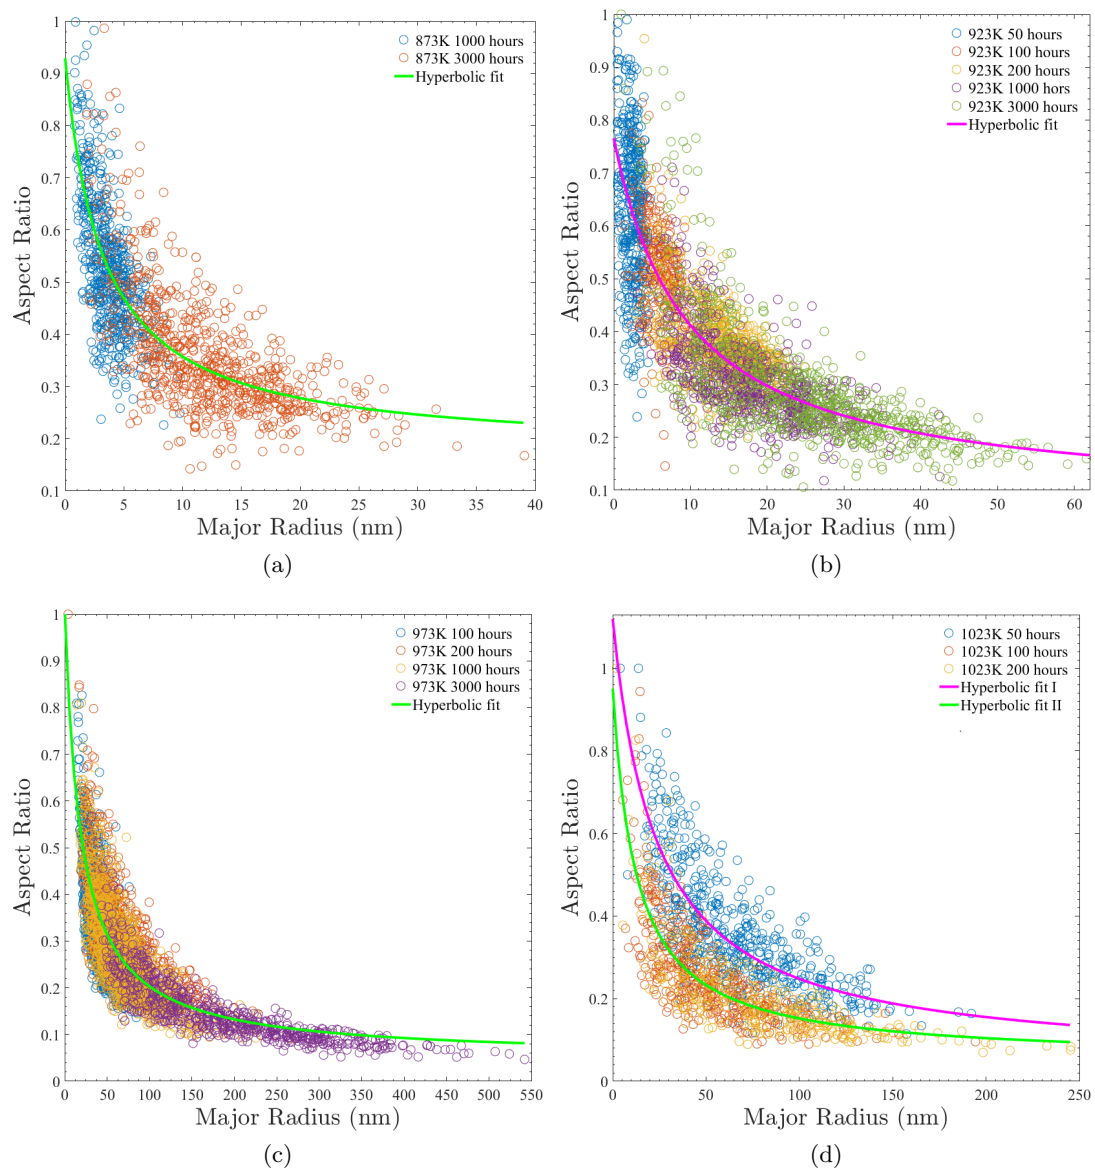 873K 1000 hours
873K 3000 hours
Hyperbolic fit
1
0.9
0.8
0.7
0.6
0.5
0.4
0.3
0.2
0.1
Aspect Ratio
0 5 10 15 20 25 30 35 40
Major Radius (nm)
(a)
923K 50 hours
923K 100 hours
923K 200 hours
923K 1000 hors
923K 3000 hours
Hyperbolic fit
1
0.9
0.8
0.7
0.6
0.5
0.4
0.3
0.2
0.1
Aspect Ratio
0 10 20 30 40 50 60
Major Radius (nm)
(b)
973K 100 hours
973K 200 hours
973K 1000 hours
973K 3000 hours
Hyperbolic fit
1
0.9
0.8
0.7
0.6
0.5
0.4
0.3
0.2
0.1
0
Aspect Ratio
0 50 100 150 200 250 300 350 400 450 500 550
Major Radius (nm)
(c)
1023K 50 hours
1023K 100 hours
1023K 200 hours
Hyperbolic fit I
Hyperbolic fit II
1
0.8
0.6
0.4
0.2
0
Aspect Ratio
0 50 100 150 200 250
Major Radius (nm)
(d)